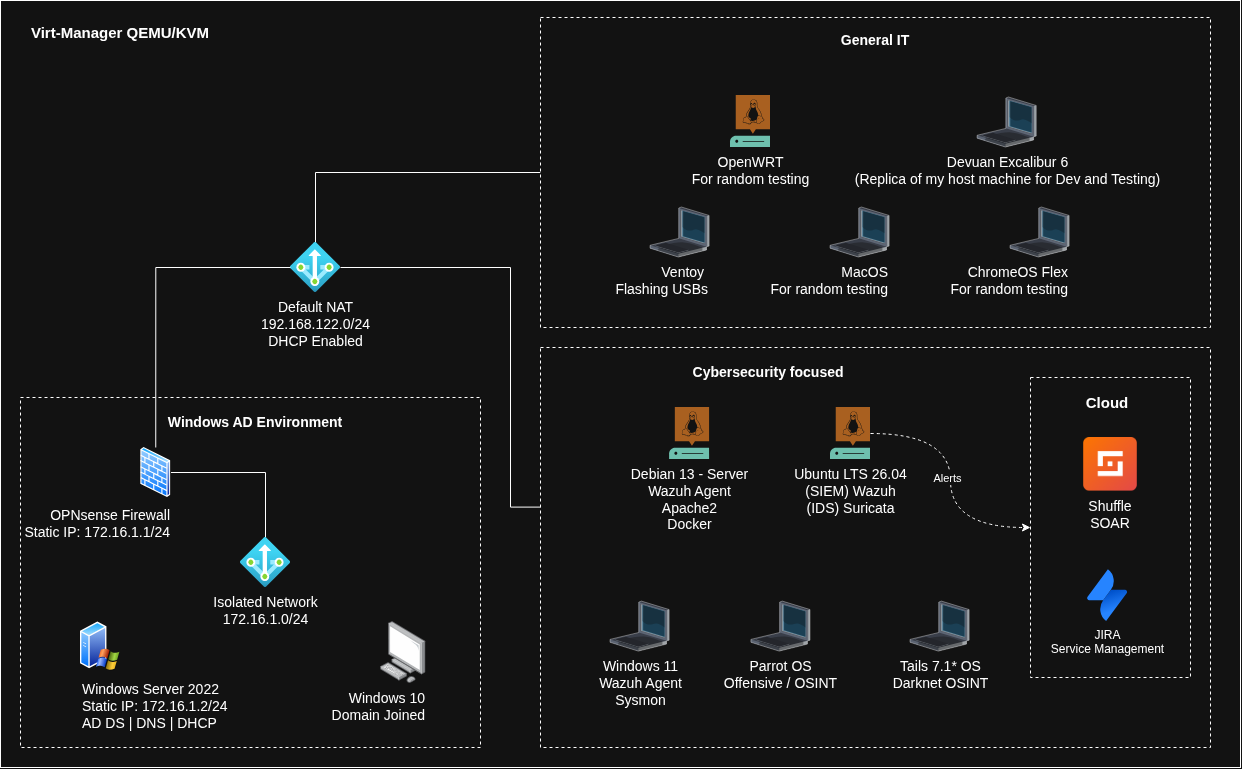 Virt-Manager QEMU/KVM
General IT
OpenWRT
For random testing
Devuan Excalibur 6
(Replica of my host machine for Dev and Testing)
Ventoy
Flashing USBs
MacOS
For random testing
ChromeOS Flex
For random testing
Default NAT
192.168.122.0/24
DHCP Enabled
Windows AD Environment
OPNsense Firewall
Static IP: 172.16.1.1/24
Isolated Network
172.16.1.0/24
Windows Server 2022
Static IP: 172.16.1.2/24
AD DS | DNS | DHCP
Windows 10
Domain Joined
Cybersecurity focused
Debian 13 - Server
Wazuh Agent
Apache2
Docker
Ubuntu LTS 26.04
(SIEM) Wazuh
(IDS) Suricata
Alerts
Cloud
Shuffle
SOAR
JIRA
Service Management
Windows 11
Wazuh Agent
Sysmon
Parrot OS
Offensive / OSINT
Tails 7.1* OS
Darknet OSINT